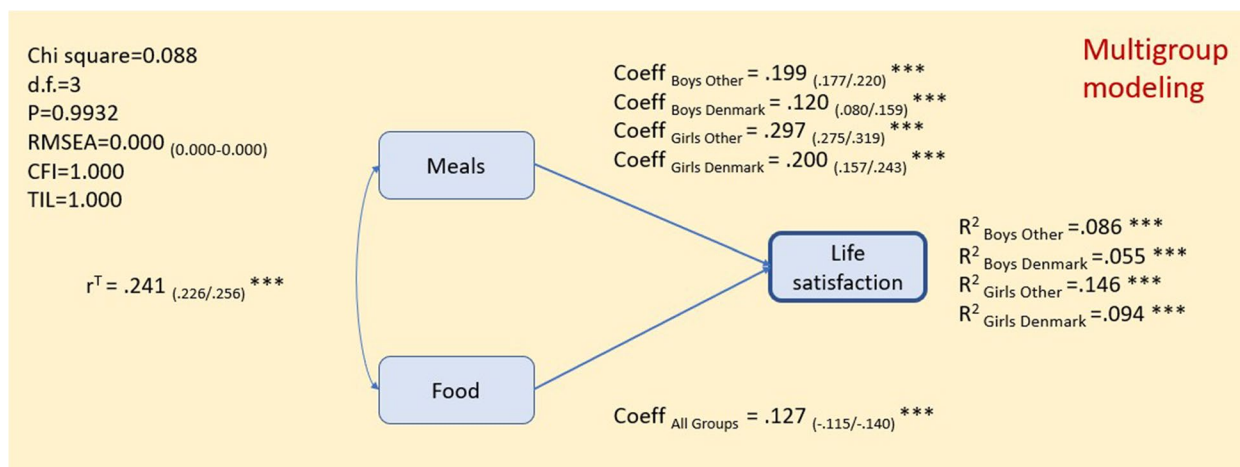 Multigroup
modeling
Chi square=0.088
d.f.=3
P=0.9932
RMSEA=0.000 (0.000-0.000)
CFI=1.000
TIL=1.000
Coeff Boys Other = .199 (.177/.220) ***
Coeff Boys Denmark = .120 (.080/.159) ***
Coeff Girls Other = .297 (.275/.319) ***
Coeff Girls Denmark = .200 (.157/.243) ***
Meals
Life
satisfaction
R² Boys Other =.086 ***
R² Boys Denmark =.055 ***
R² Girls Other =.146 ***
R² Girls Denmark =.094 ***
rᵀ = .241 (.226/.256) ***
Food
Coeff All Groups = .127 (-.115/-.140) ***